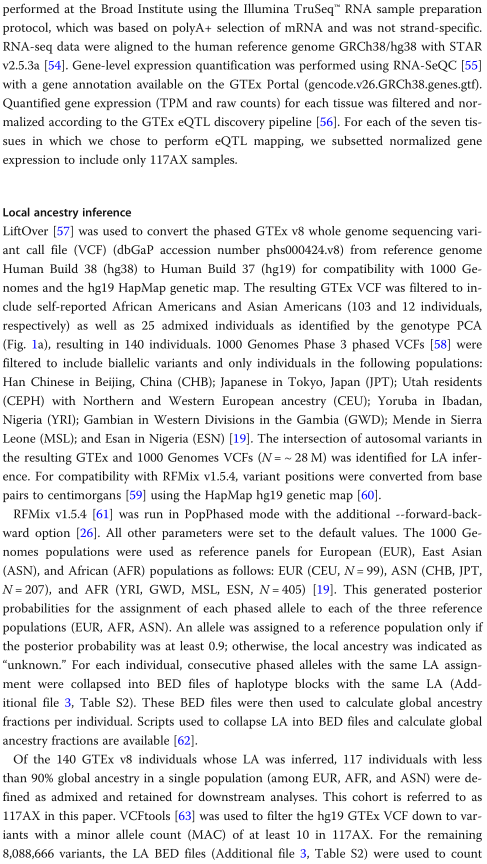 performed at the Broad Institute using the Illumina TruSeq™ RNA sample preparation
protocol, which was based on polyA+ selection of mRNA and was not strand-specific.
RNA-seq data were aligned to the human reference genome GRCh38/hg38 with STAR
v2.5.3a [54]. Gene-level expression quantification was performed using RNA-SeQC [55]
with a gene annotation available on the GTEx Portal (gencode.v26.GRCh38.genes.gtf).
Quantified gene expression (TPM and raw counts) for each tissue was filtered and nor-
malized according to the GTEx eQTL discovery pipeline [56]. For each of the seven tis-
sues in which we chose to perform eQTL mapping, we subsetted normalized gene
expression to include only 117AX samples.
Local ancestry inference
LiftOver [57] was used to convert the phased GTEx v8 whole genome sequencing vari-
ant call file (VCF) (dbGaP accession number phs000424.v8) from reference genome
Human Build 38 (hg38) to Human Build 37 (hg19) for compatibility with 1000 Ge-
nomes and the hg19 HapMap genetic map. The resulting GTEx VCF was filtered to in-
clude self-reported African Americans and Asian Americans (103 and 12 individuals,
respectively) as well as 25 admixed individuals as identified by the genotype PCA
(Fig. 1a), resulting in 140 individuals. 1000 Genomes Phase 3 phased VCFs [58] were
filtered to include biallelic variants and only individuals in the following populations:
Han Chinese in Beijing, China (CHB); Japanese in Tokyo, Japan (JPT); Utah residents
(CEPH) with Northern and Western European ancestry (CEU); Yoruba in Ibadan,
Nigeria (YRI); Gambian in Western Divisions in the Gambia (GWD); Mende in Sierra
Leone (MSL); and Esan in Nigeria (ESN) [19]. The intersection of autosomal variants in
the resulting GTEx and 1000 Genomes VCFs (N = ~ 28 M) was identified for LA infer-
ence. For compatibility with RFMix v1.5.4, variant positions were converted from base
pairs to centimorgans [59] using the HapMap hg19 genetic map [60].
RFMix v1.5.4 [61] was run in PopPhased mode with the additional --forward-back-
ward option [26]. All other parameters were set to the default values. The 1000 Ge-
nomes populations were used as reference panels for European (EUR), East Asian
(ASN), and African (AFR) populations as follows: EUR (CEU, N = 99), ASN (CHB, JPT,
N = 207), and AFR (YRI, GWD, MSL, ESN, N = 405) [19]. This generated posterior
probabilities for the assignment of each phased allele to each of the three reference
populations (EUR, AFR, ASN). An allele was assigned to a reference population only if
the posterior probability was at least 0.9; otherwise, the local ancestry was indicated as
“unknown.” For each individual, consecutive phased alleles with the same LA assign-
ment were collapsed into BED files of haplotype blocks with the same LA (Add-
itional file 3, Table S2). These BED files were then used to calculate global ancestry
fractions per individual. Scripts used to collapse LA into BED files and calculate global
ancestry fractions are available [62].
Of the 140 GTEx v8 individuals whose LA was inferred, 117 individuals with less
than 90% global ancestry in a single population (among EUR, AFR, and ASN) were de-
fined as admixed and retained for downstream analyses. This cohort is referred to as
117AX in this paper. VCFtools [63] was used to filter the hg19 GTEx VCF down to var-
iants with a minor allele count (MAC) of at least 10 in 117AX. For the remaining
8,088,666 variants, the LA BED files (Additional file 3, Table S2) were used to count